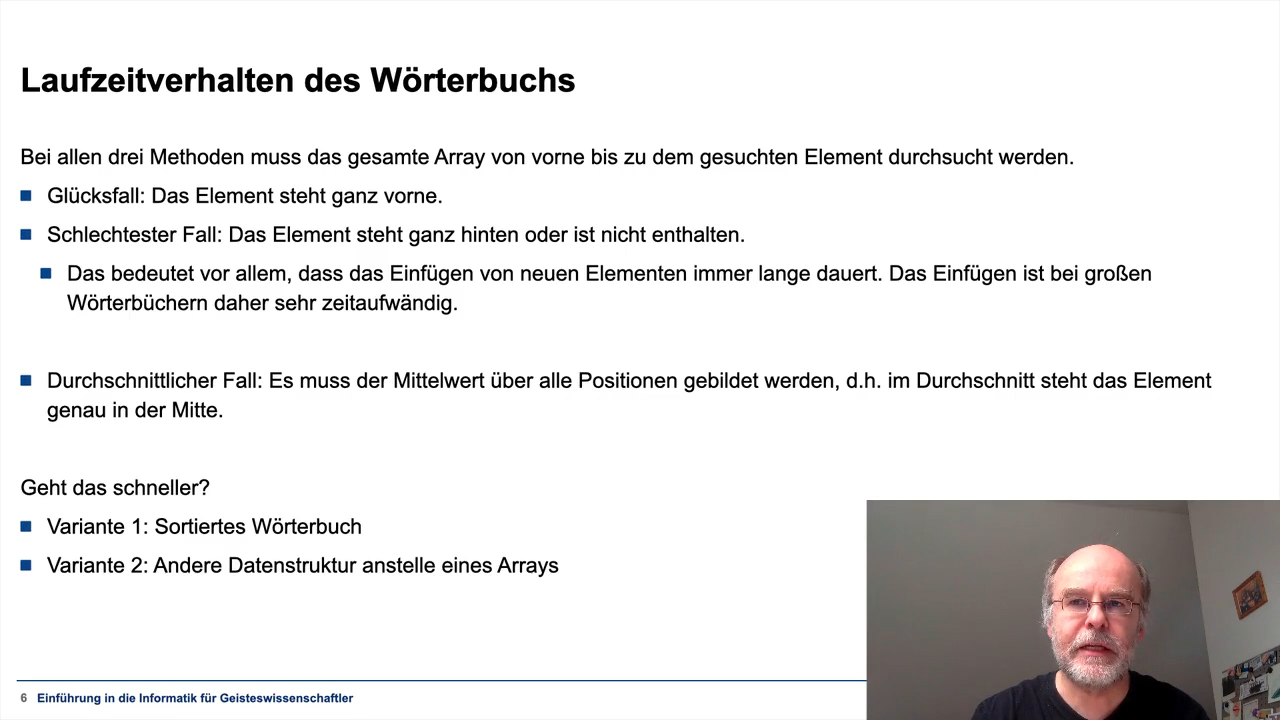 Laufzeitverhalten des Wörterbuchs
Bei allen drei Methoden muss das gesamte Array von vorne bis zu dem gesuchten Element durchsucht werden.
Glücksfall: Das Element steht ganz vorne.
Schlechtester Fall: Das Element steht ganz hinten oder ist nicht enthalten.
Das bedeutet vor allem, dass das Einfügen von neuen Elementen immer lange dauert. Das Einfügen ist bei großen
Wörterbüchern daher sehr zeitaufwändig.
Durchschnittlicher Fall: Es muss der Mittelwert über alle Positionen gebildet werden, d.h. im Durchschnitt steht das Element
genau in der Mitte.
Geht das schneller?
Variante 1: Sortiertes Wörterbuch
Variante 2: Andere Datenstruktur anstelle eines Arrays
6 Einführung in die Informatik für Geisteswissenschaftler